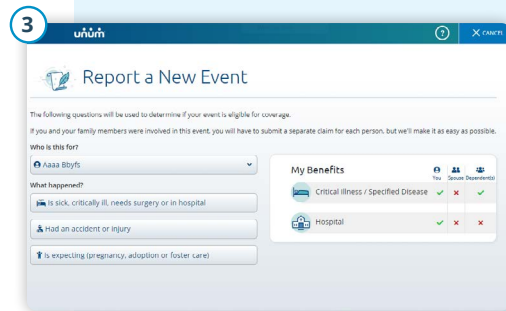 3
unum
?
X CANCEL
Report a New Event
The following questions will be used to determine if your event is eligible for coverage.
If you and your family members were involved in this event, you will have to submit a separate claim for each person, but we'll make it as easy as possible.
Who is this for?
Aaaa Bbyfs
What happened?
Is sick, critically ill, needs surgery or in hospital
Had an accident or injury
Is expecting (pregnancy, adoption or foster care)
My Benefits
You Spouse Dependent(s)
Critical Illness / Specified Disease
Hospital